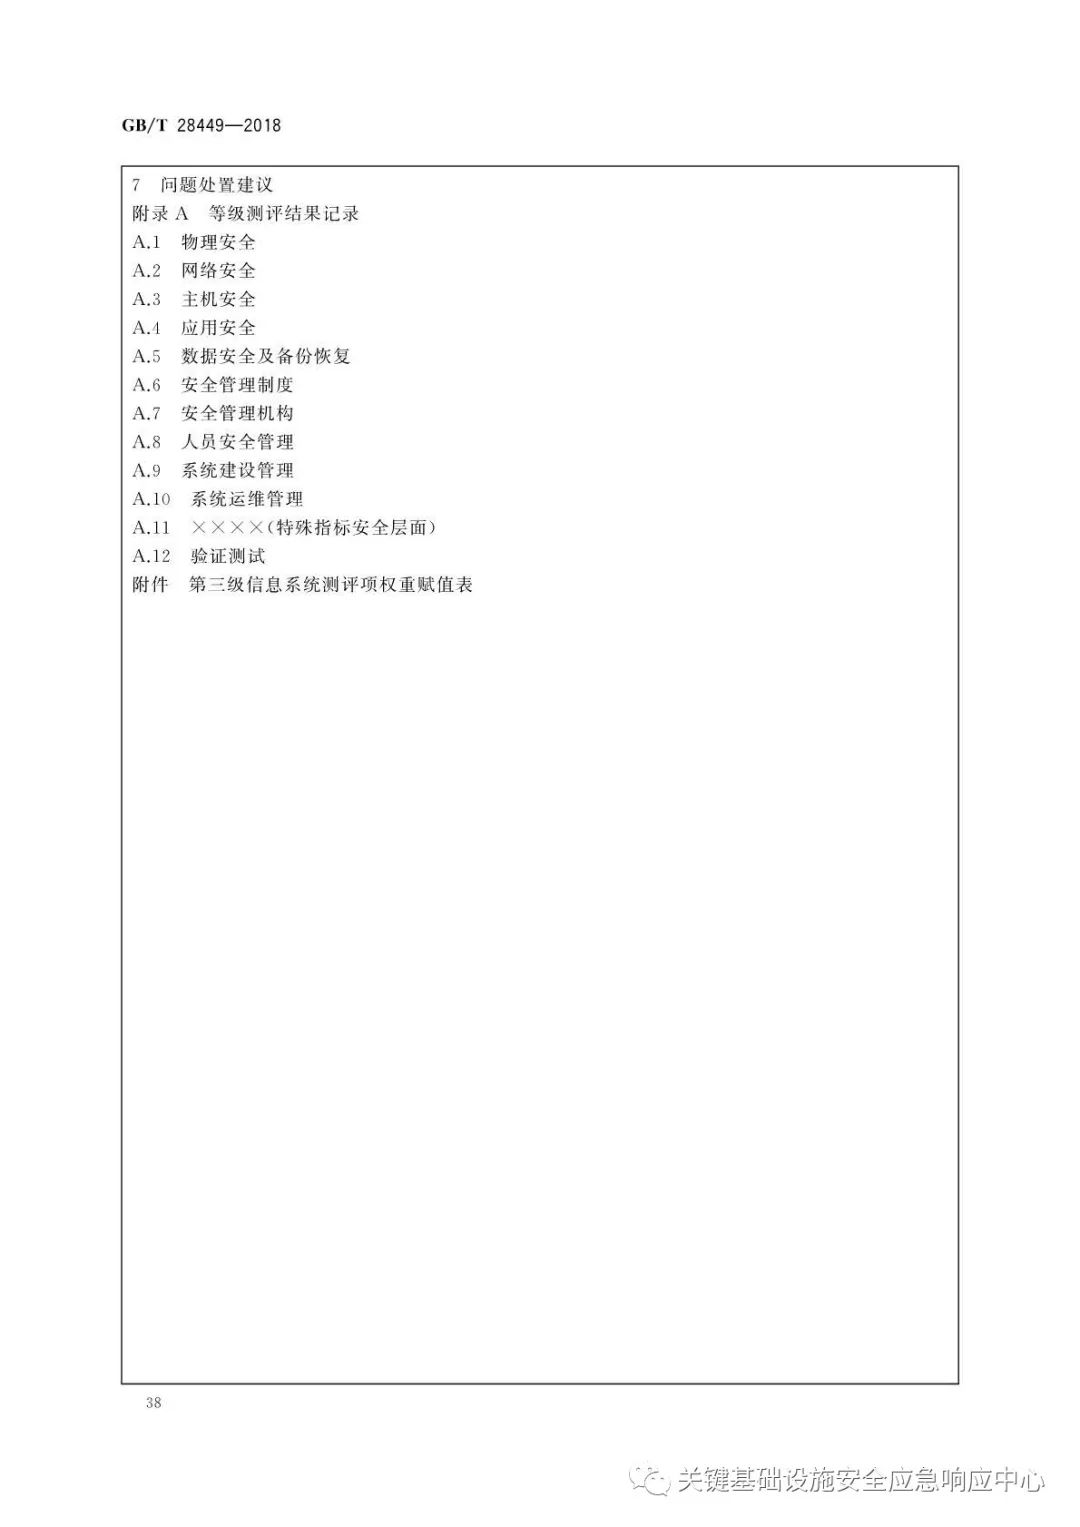 GB/T 28449—2018
7 问题处置建议
附录 A 等级测评结果记录
A.1 物理安全
A.2 网络安全
A.3 主机安全
A.4 应用安全
A.5 数据安全及备份恢复
A.6 安全管理制度
A.7 安全管理机构
A.8 人员安全管理
A.9 系统建设管理
A.10 系统运维管理
A.11 ××××(特殊指标安全层面)
A.12 验证测试
附件 第三级信息系统测评项权重赋值表
38
关键基础设施安全应急响应中心